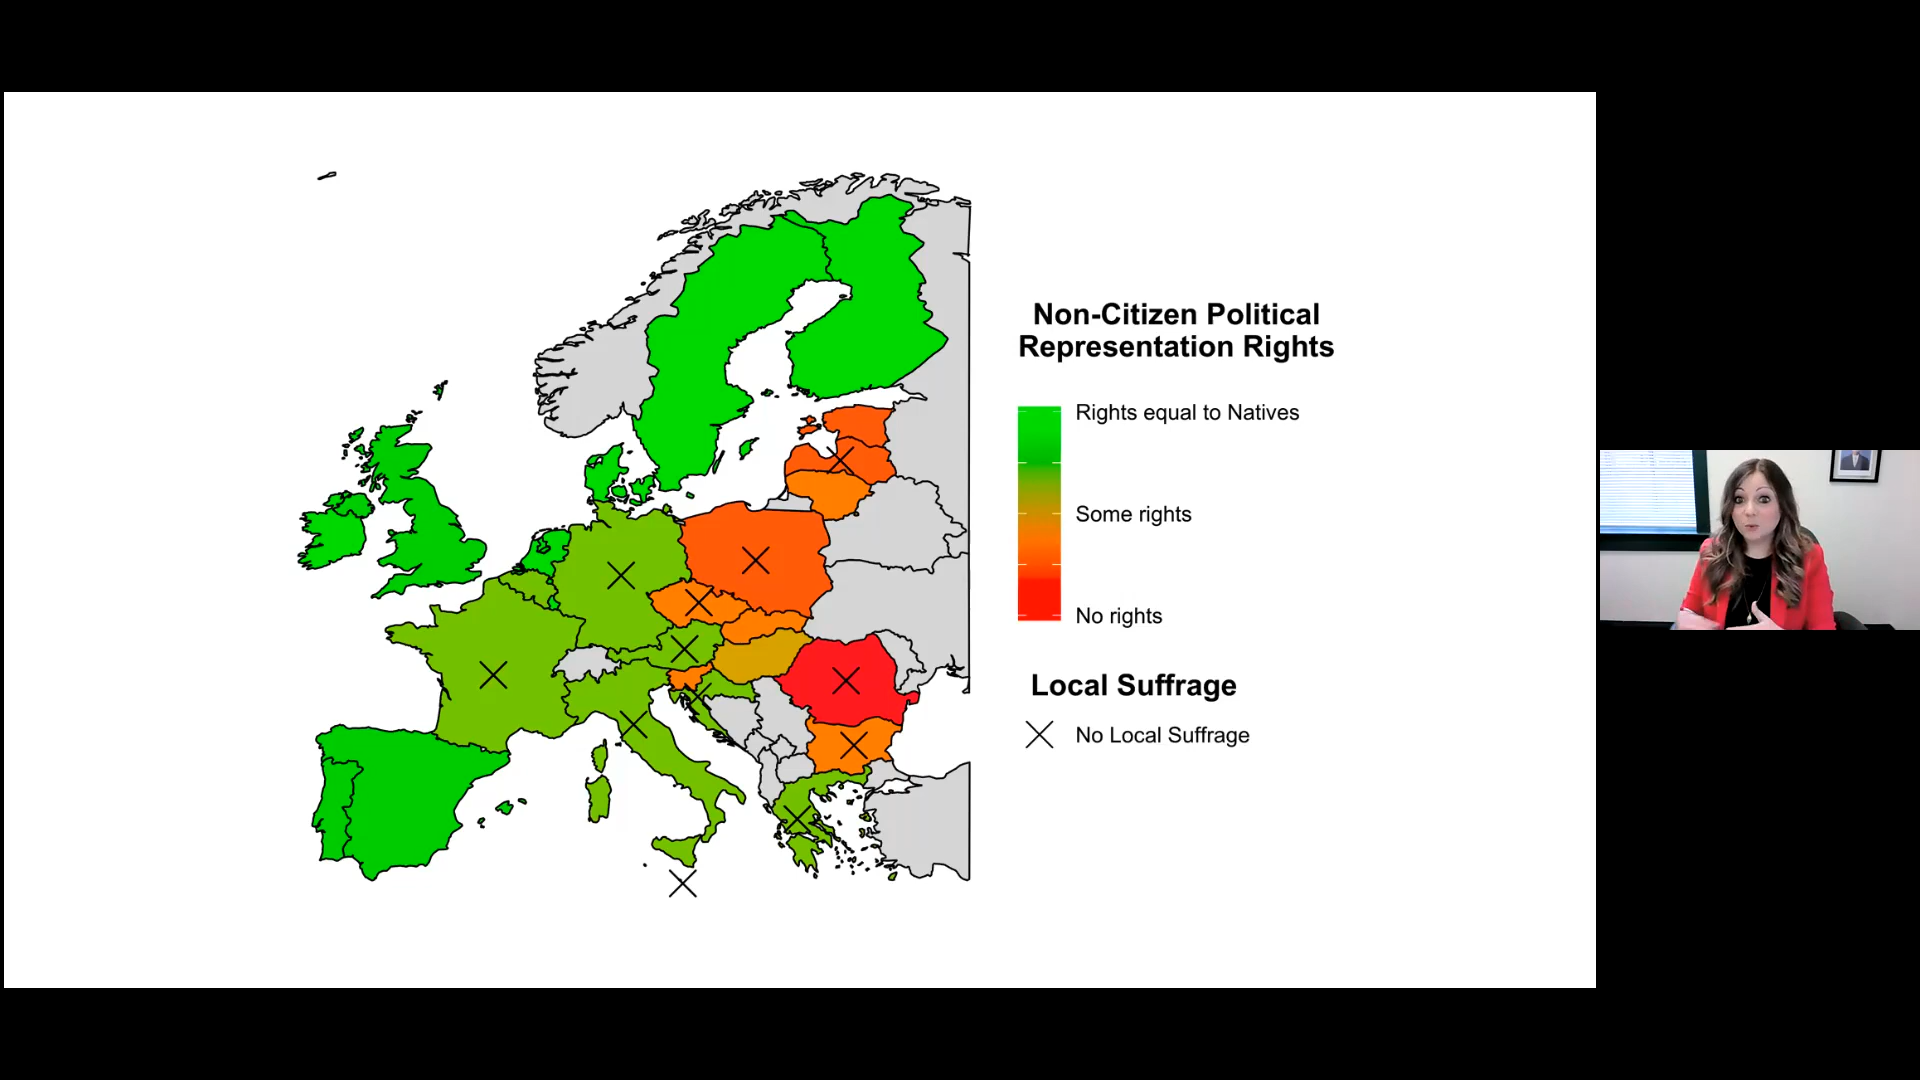 Non-Citizen Political
Representation Rights
Rights equal to Natives
Some rights
No rights
Local Suffrage
No Local Suffrage